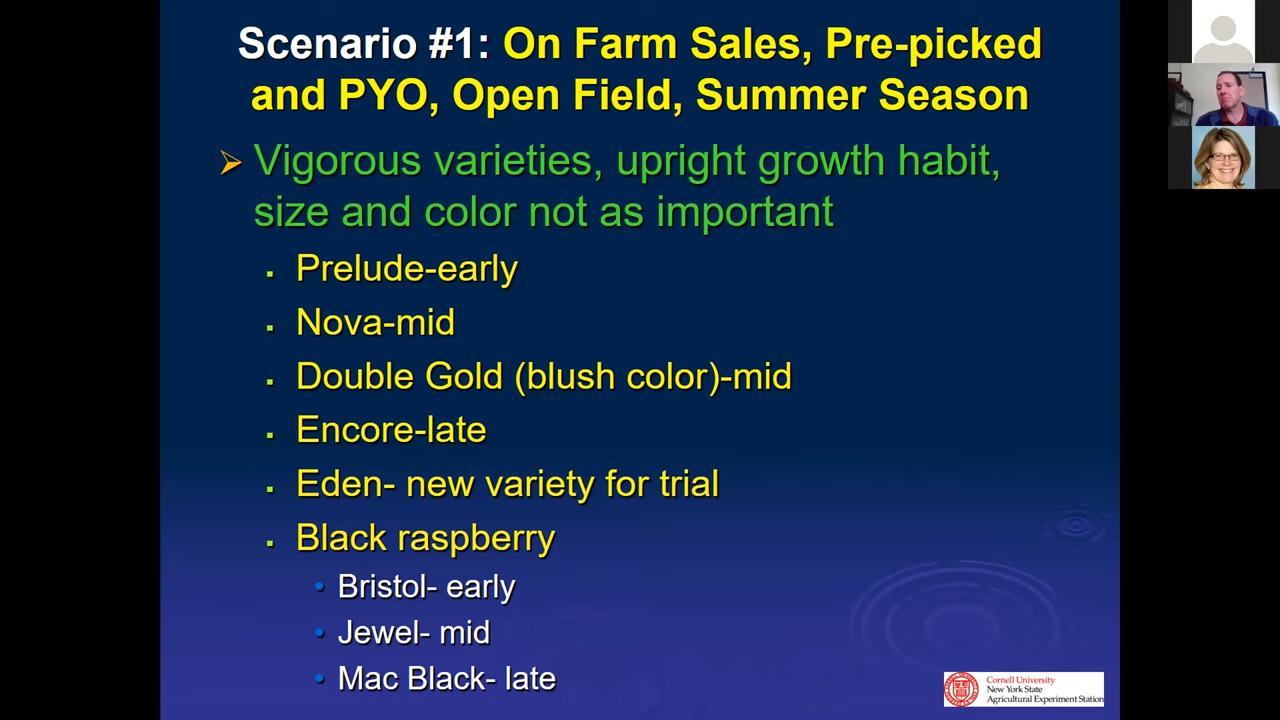 Scenario #1: On Farm Sales, Pre-picked
and PYO, Open Field, Summer Season
Vigorous varieties, upright growth habit,
size and color not as important
Prelude-early
Nova-mid
Double Gold (blush color)-mid
Encore-late
Eden- new variety for trial
Black raspberry
Bristol- early
Jewel- mid
Mac Black- late
Cornell University
New York State
Agricultural Experiment Station